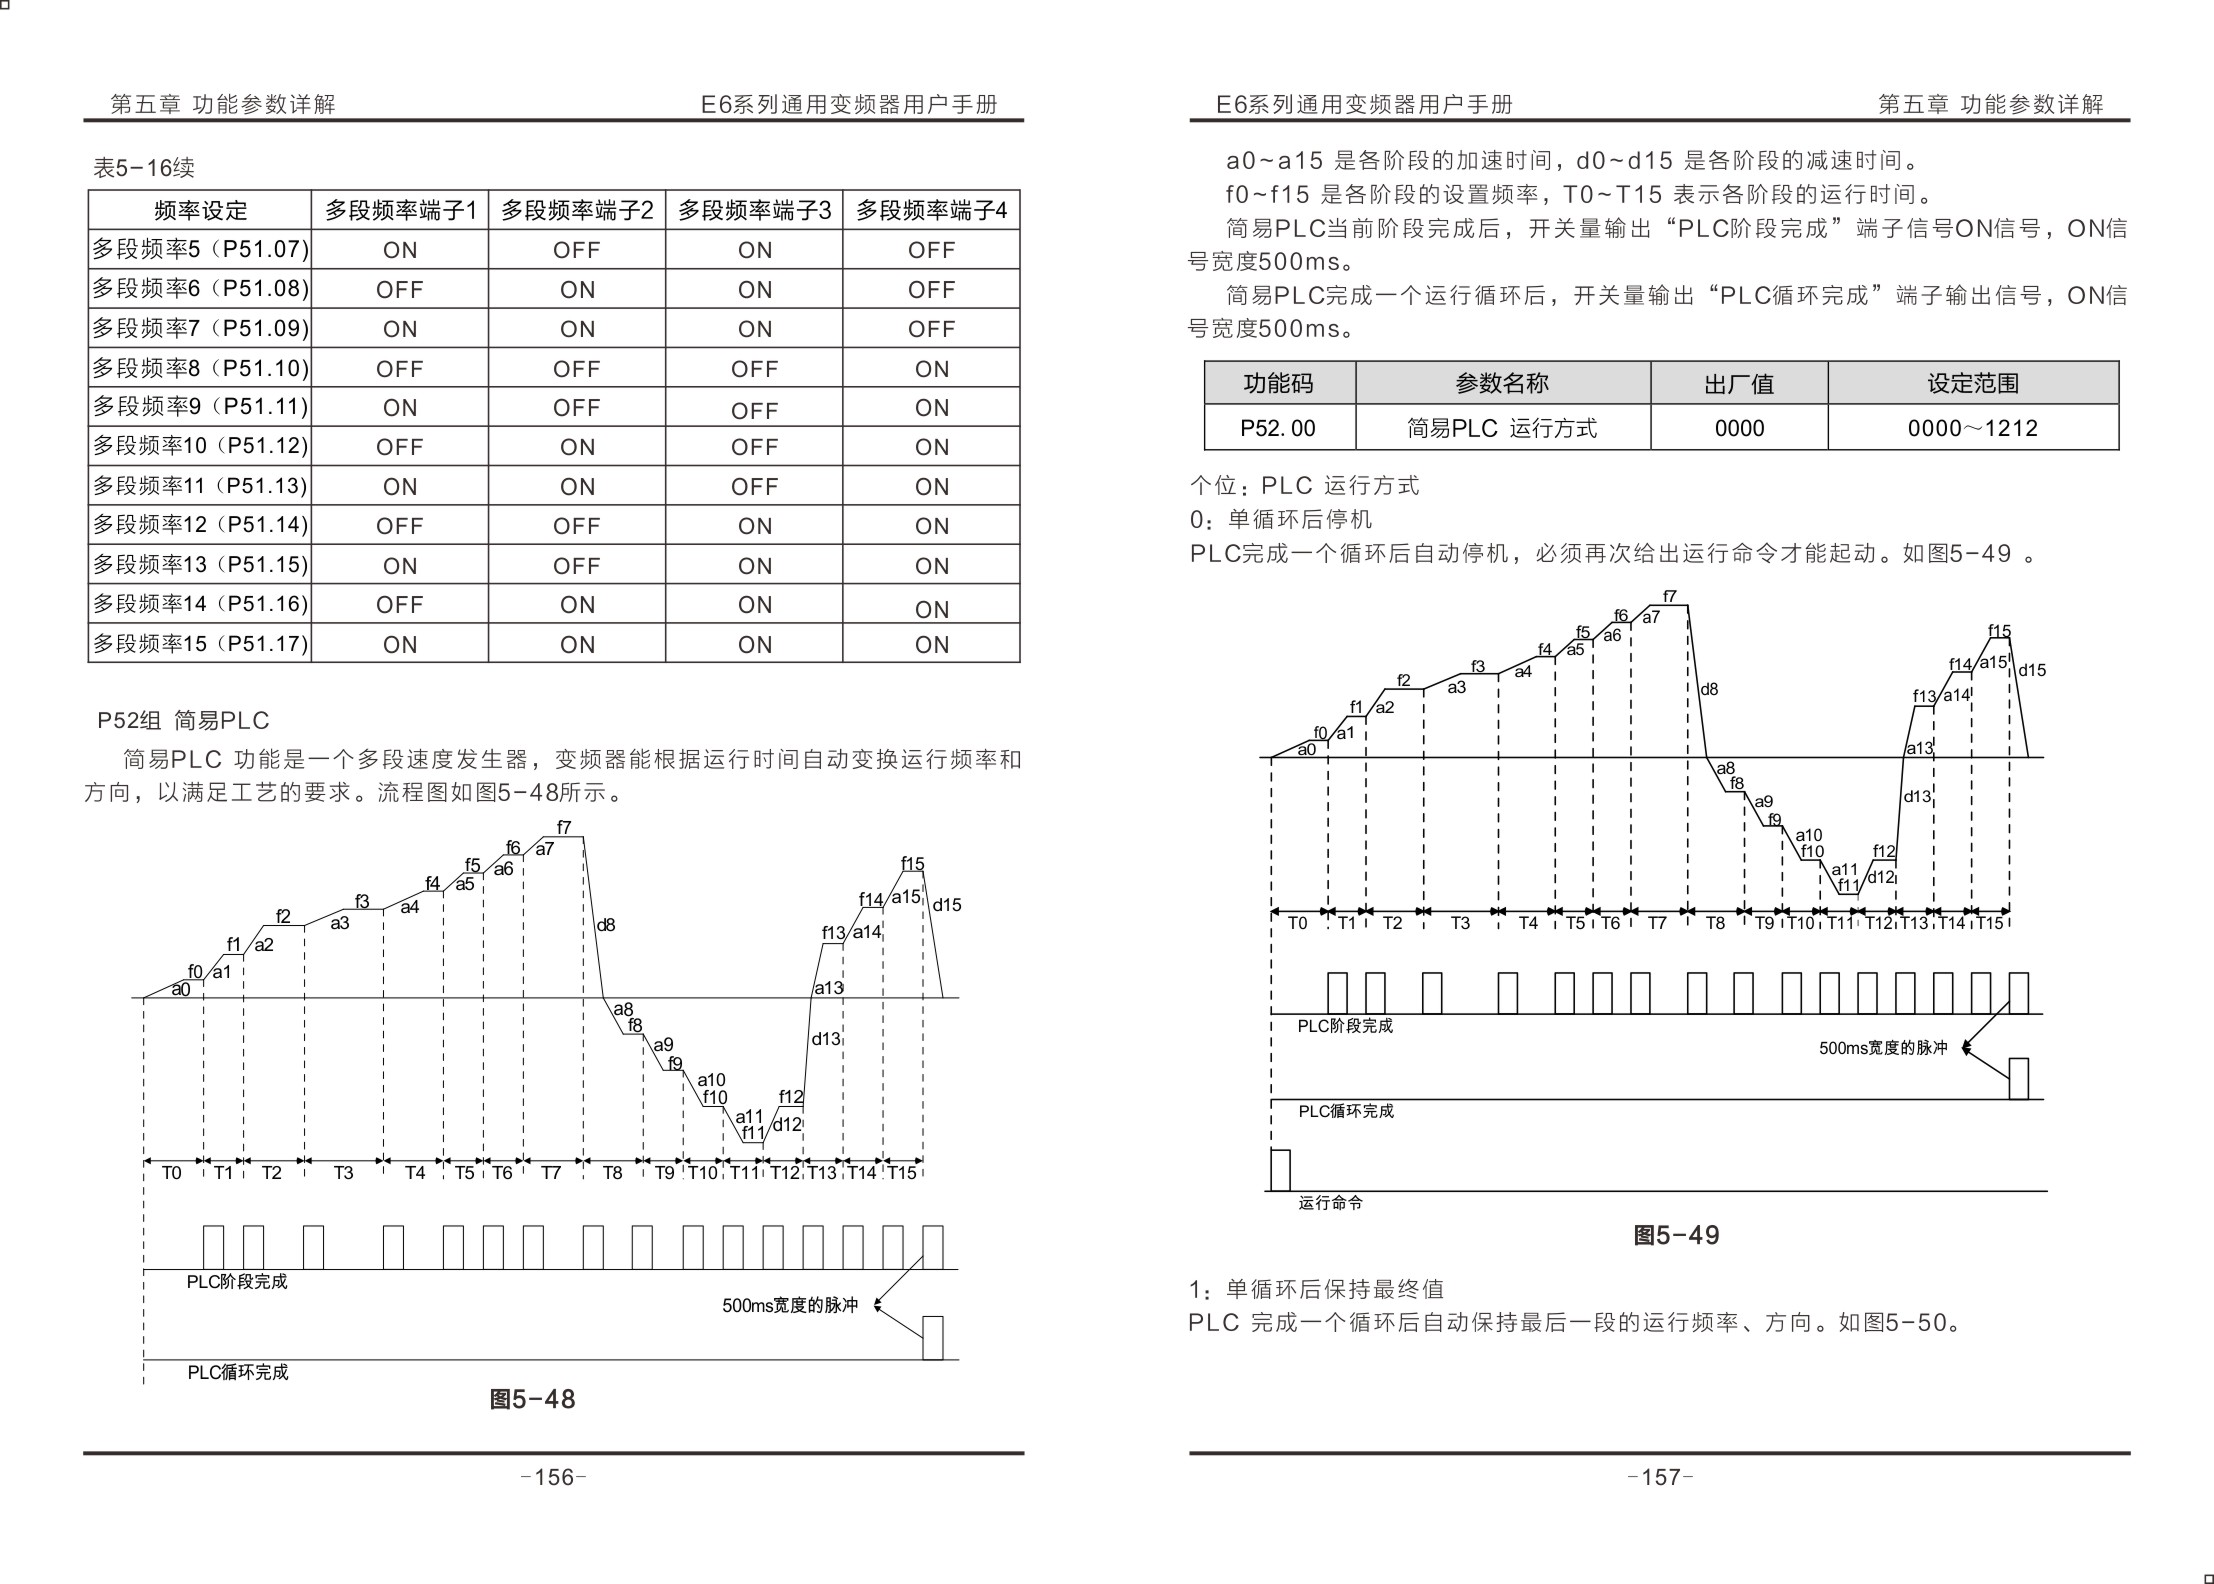 第五章 功能参数详解 E6系列通用变频器用户手册
表5-16续
频率设定 多段频率端子1 多段频率端子2 多段频率端子3 多段频率端子4
多段频率5（P51.07) ON OFF ON OFF
多段频率6（P51.08) OFF ON ON OFF
多段频率7（P51.09) ON ON ON OFF
多段频率8（P51.10) OFF OFF OFF ON
多段频率9（P51.11) ON OFF OFF ON
多段频率10（P51.12) OFF ON OFF ON
多段频率11（P51.13) ON ON OFF ON
多段频率12（P51.14) OFF OFF ON ON
多段频率13（P51.15) ON OFF ON ON
多段频率14（P51.16) OFF ON ON ON
多段频率15（P51.17) ON ON ON ON
P52组 简易PLC
简易PLC 功能是一个多段速度发生器，变频器能根据运行时间自动变换运行频率和
方向，以满足工艺的要求。流程图如图5-48所示。
f0 f1 f2 f3 f4 f5 f6 f7
a0 a1 a2 a3 a4 a5 a6 a7
d8 a8 f8 a9 f9 a10 f10 a11 f11 d12 f12 d13 a13 f13 a14 f14 a15 f15 d15
T0 T1 T2 T3 T4 T5 T6 T7 T8 T9 T10 T11 T12 T13 T14 T15
PLC阶段完成
500ms宽度的脉冲
PLC循环完成
图5-48
-156-
E6系列通用变频器用户手册 第五章 功能参数详解
a0~a15 是各阶段的加速时间，d0~d15 是各阶段的减速时间。
f0~f15 是各阶段的设置频率，T0~T15 表示各阶段的运行时间。
简易PLC当前阶段完成后，开关量输出“PLC阶段完成”端子信号ON信号，ON信
号宽度500ms。
简易PLC完成一个运行循环后，开关量输出“PLC循环完成”端子输出信号，ON信
号宽度500ms。
功能码 参数名称 出厂值 设定范围
P52.00 简易PLC 运行方式 0000 0000～1212
个位：PLC 运行方式
0：单循环后停机
PLC完成一个循环后自动停机，必须再次给出运行命令才能起动。如图5-49 。
f0 f1 f2 f3 f4 f5 f6 f7
a0 a1 a2 a3 a4 a5 a6 a7
d8 a8 f8 a9 f9 a10 f10 a11 f11 d12 f12 d13 a13 f13 a14 f14 a15 f15 d15
T0 T1 T2 T3 T4 T5 T6 T7 T8 T9 T10 T11 T12 T13 T14 T15
PLC阶段完成
500ms宽度的脉冲
PLC循环完成
运行命令
图5-49
1：单循环后保持最终值
PLC 完成一个循环后自动保持最后一段的运行频率、方向。如图5-50。
-157-